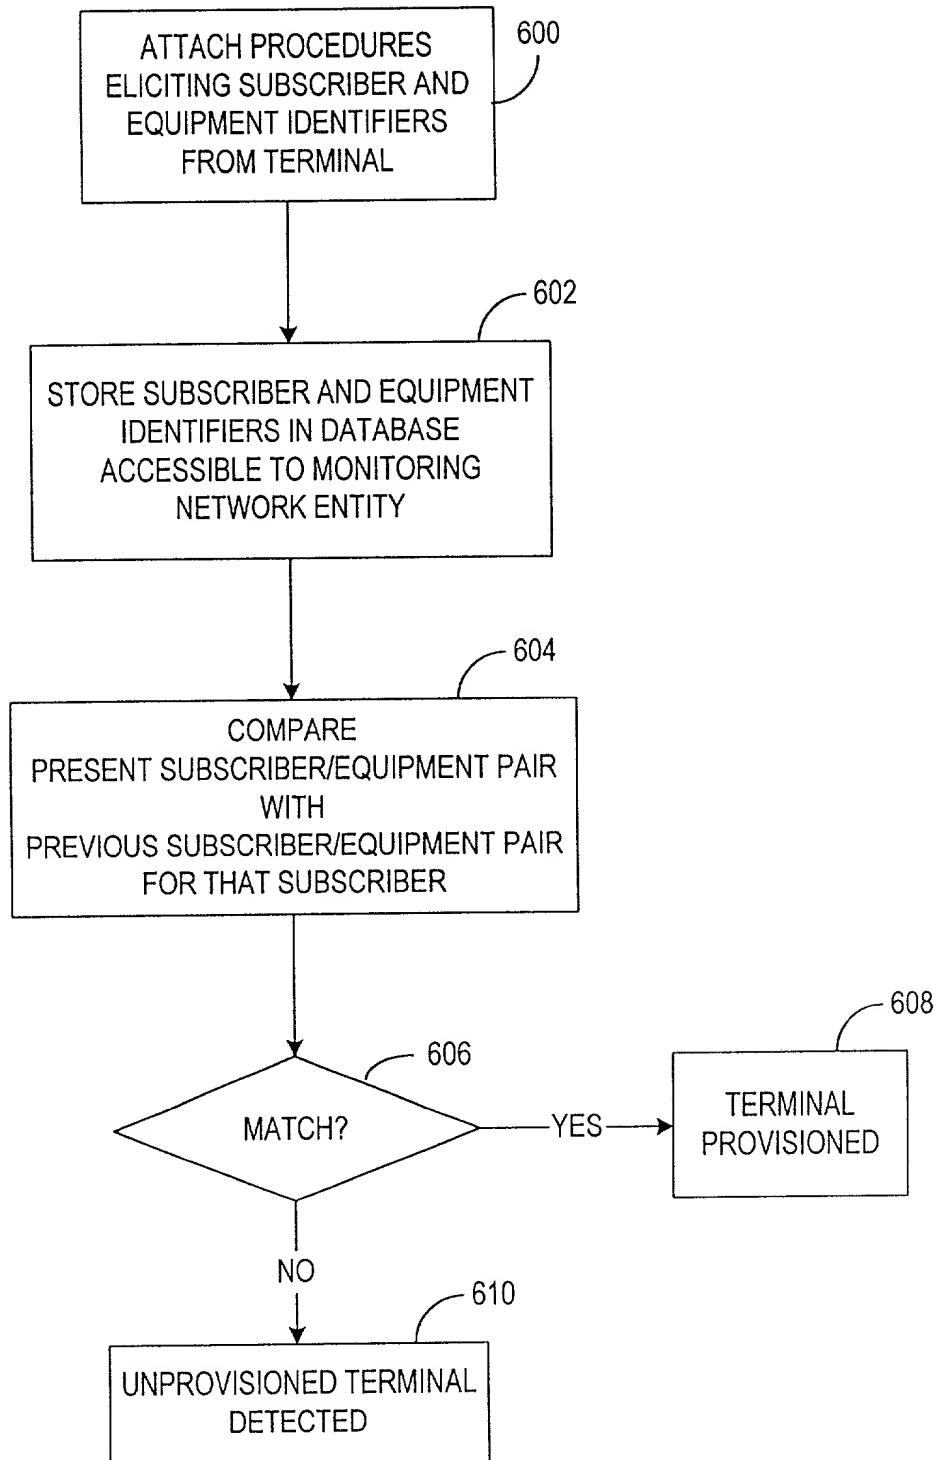 ATTACH PROCEDURES
ELICITING SUBSCRIBER AND
EQUIPMENT IDENTIFIERS
FROM TERMINAL
600
602
STORE SUBSCRIBER AND EQUIPMENT
IDENTIFIERS IN DATABASE
ACCESSIBLE TO MONITORING
NETWORK ENTITY
604
COMPARE
PRESENT SUBSCRIBER/EQUIPMENT PAIR
WITH
PREVIOUS SUBSCRIBER/EQUIPMENT PAIR
FOR THAT SUBSCRIBER
606
MATCH?
YES
608
TERMINAL
PROVISIONED
NO
610
UNPROVISIONED TERMINAL
DETECTED